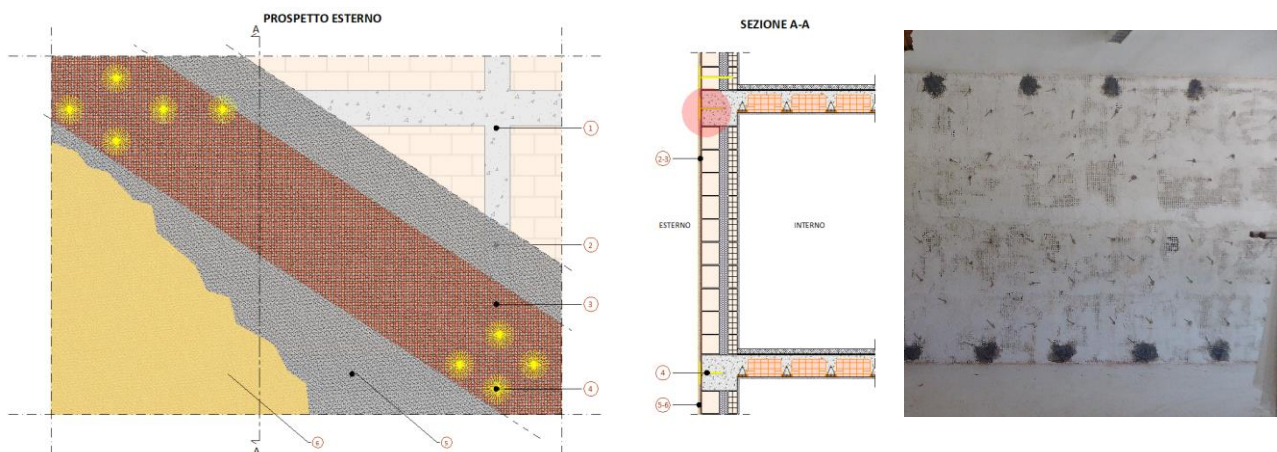 PROSPETTO ESTERNO
A
1
2
3
4
6
5
A
SEZIONE A-A
2-3
ESTERNO
INTERNO
4
5-6